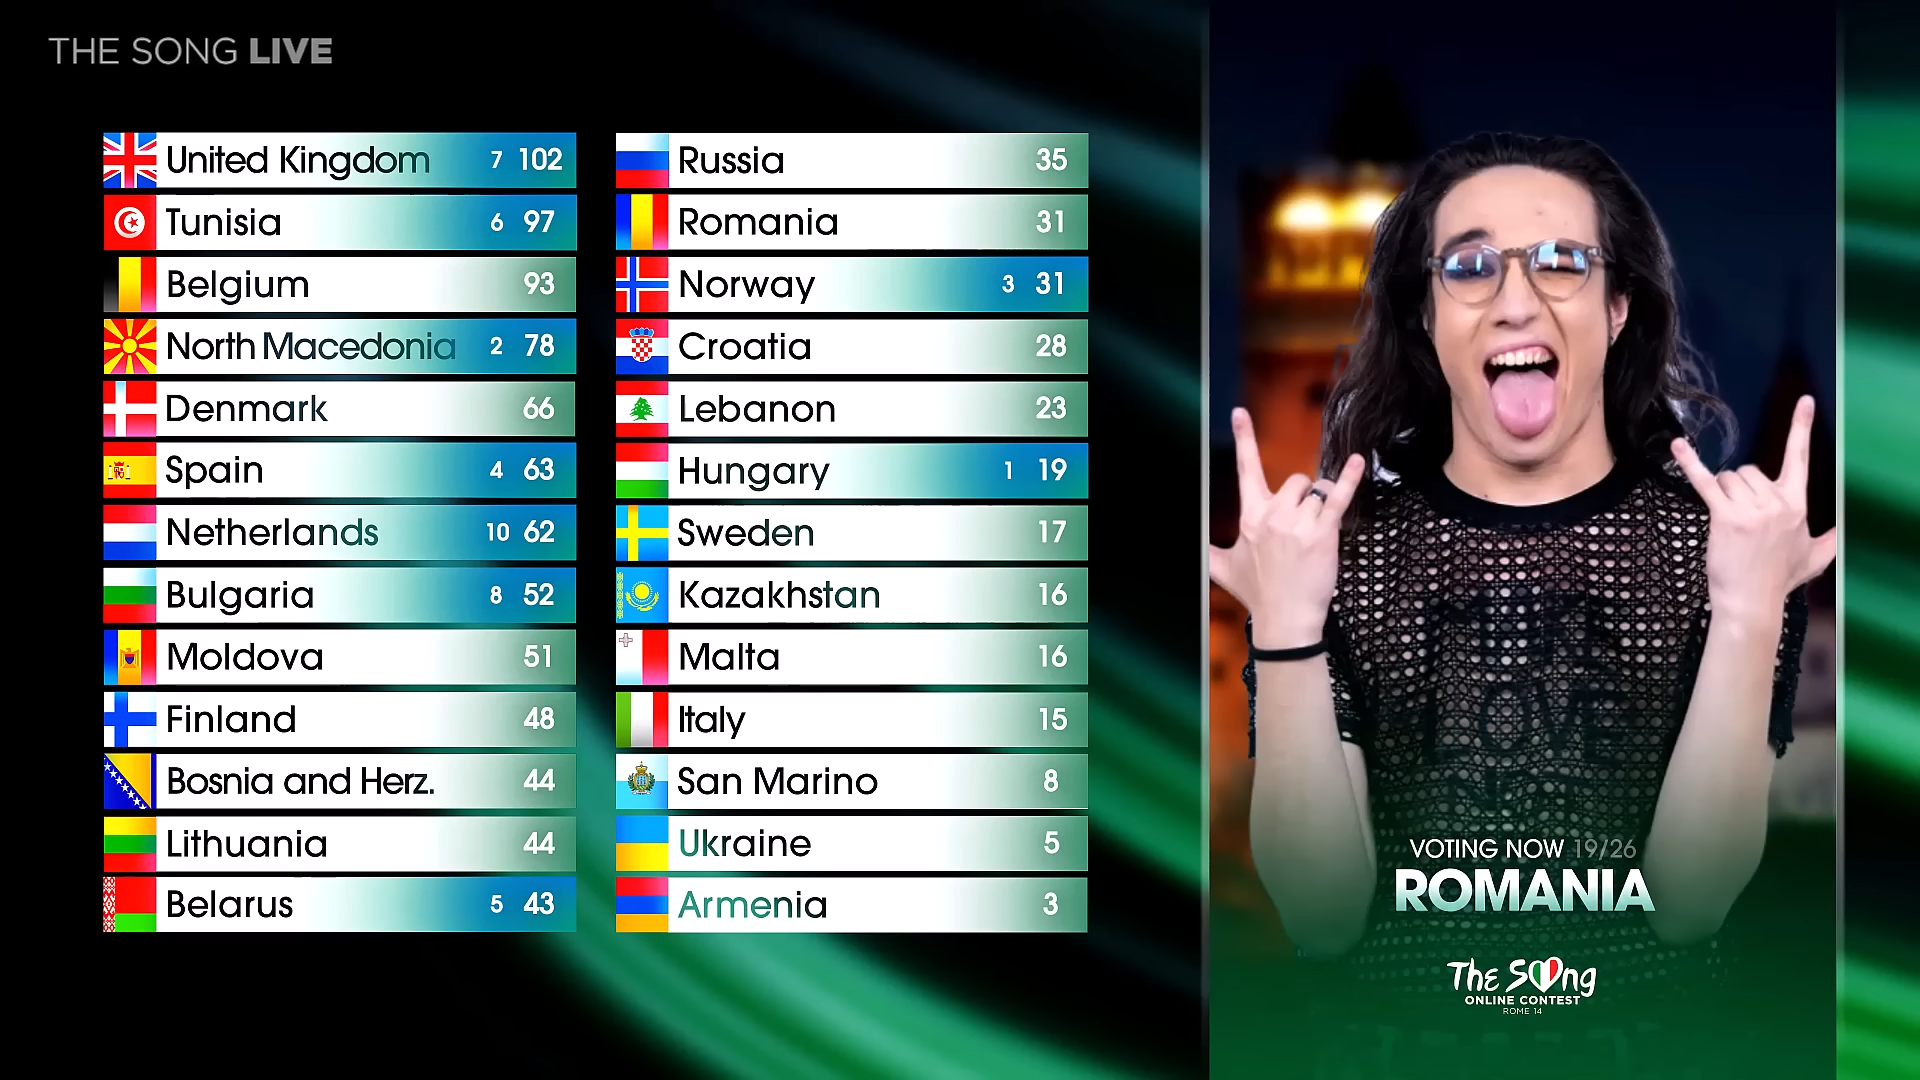 THE SONG LIVE
United Kingdom 7 102
Tunisia 6 97
Belgium 93
North Macedonia 2 78
Denmark 66
Spain 4 63
Netherlands 10 62
Bulgaria 8 52
Moldova 51
Finland 48
Bosnia and Herz. 44
Lithuania 44
Belarus 5 43
Russia 35
Romania 31
Norway 3 31
Croatia 28
Lebanon 23
Hungary 1 19
Sweden 17
Kazakhstan 16
Malta 16
Italy 15
San Marino 8
Ukraine 5
Armenia 3
VOTING NOW 19/26
ROMANIA
The Song
ONLINE CONTEST
ROME 14